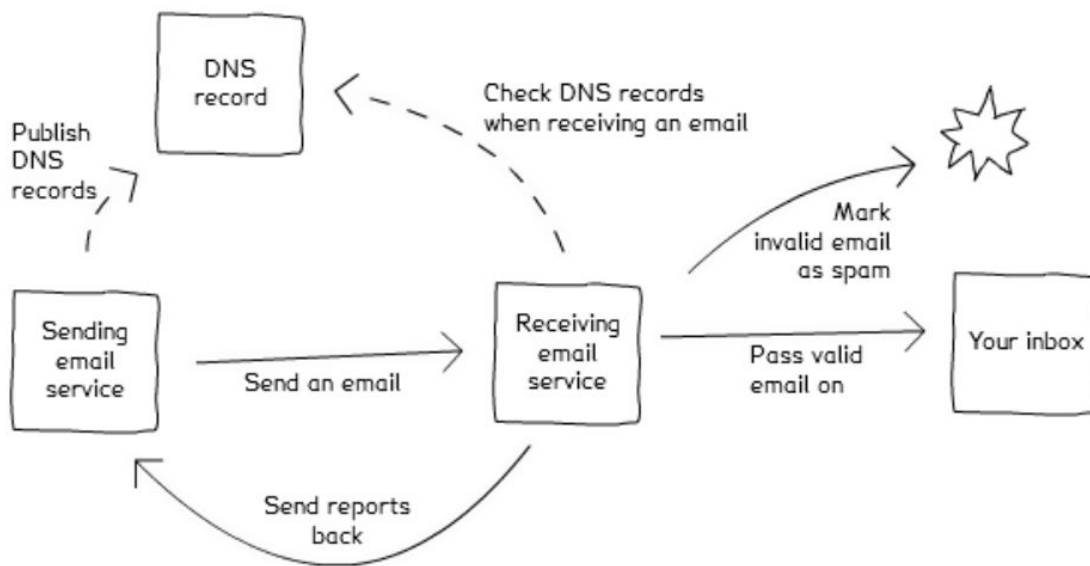 DNS
record
Publish
DNS
records
Check DNS records
when receiving an email
Mark
invalid email
as spam
Sending
email
service
Send an email
Receiving
email
service
Pass valid
email on
Your inbox
Send reports
back